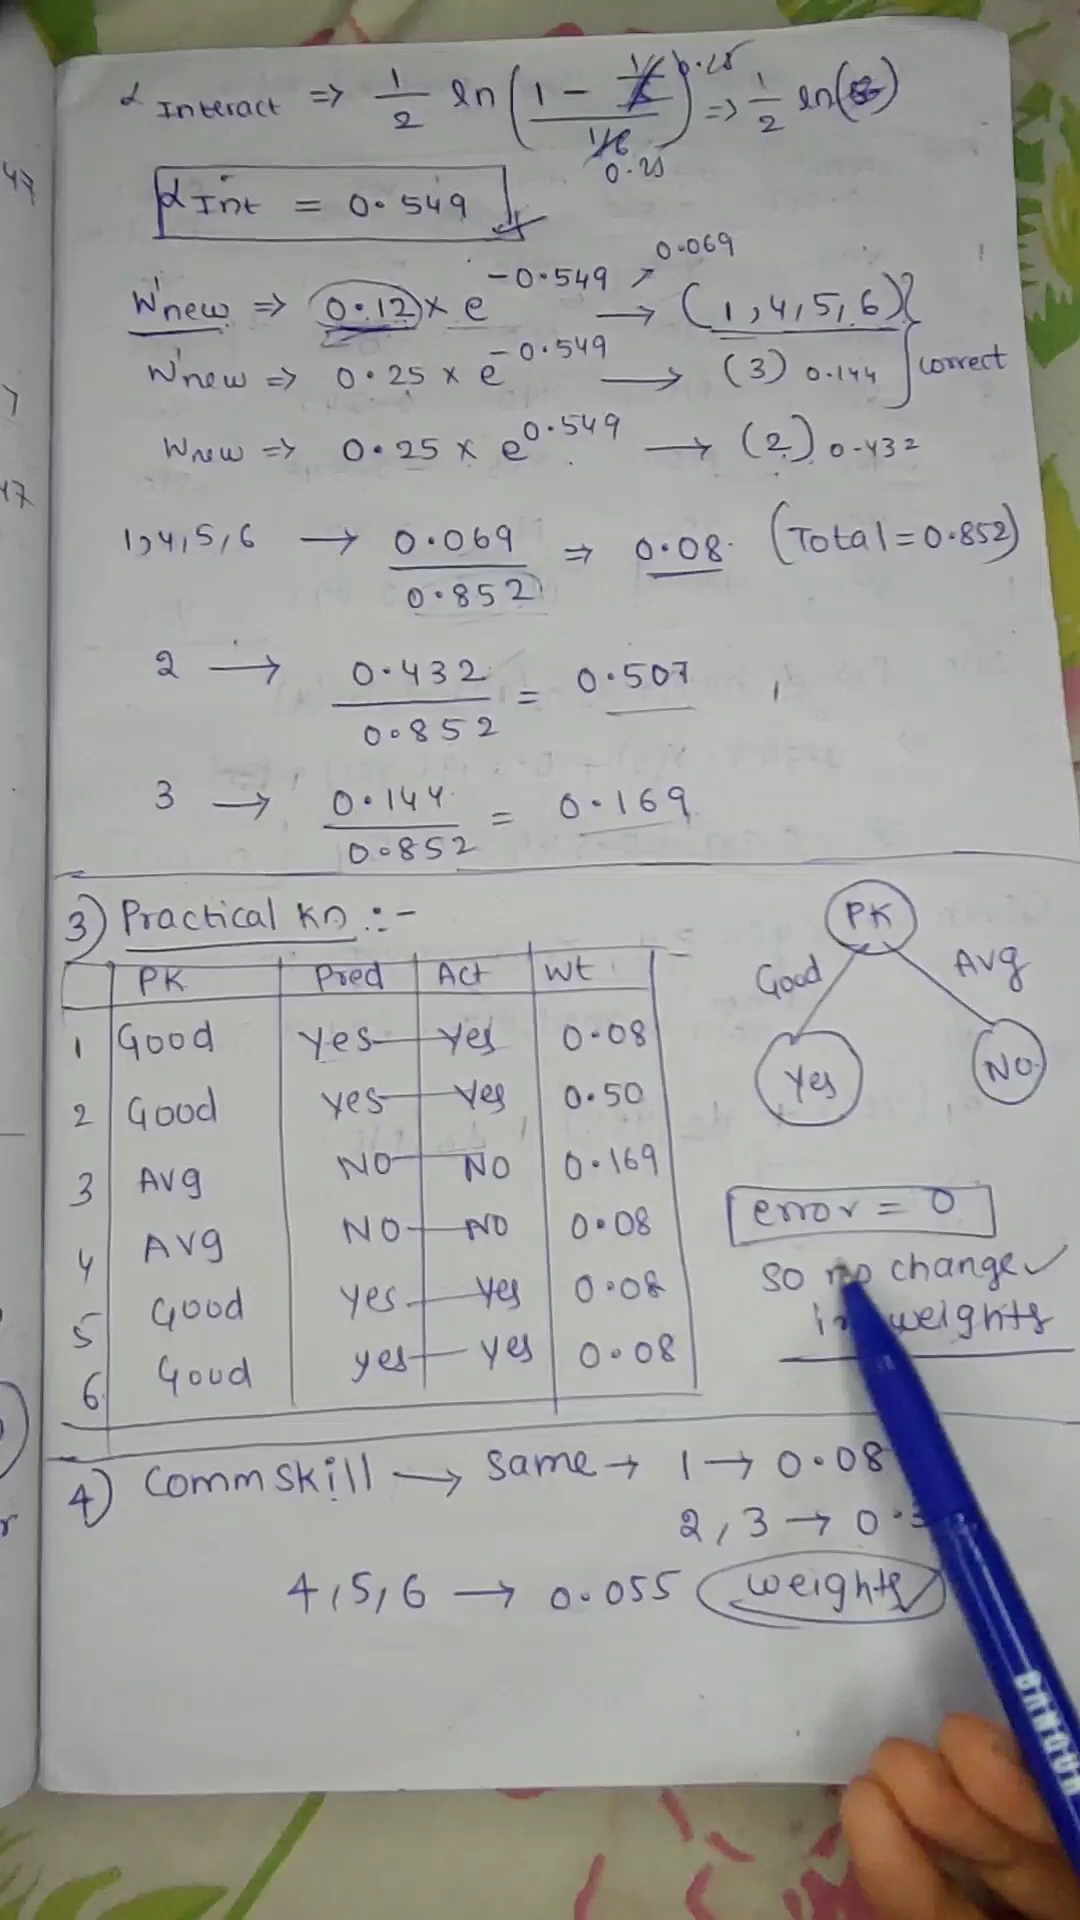 α Interact => 1/2 ln(1 - 0.25 / 0.25) => 1/2 ln( )
α Int = 0.549
W'new => 0.12 x e^-0.549 → 0.069 (1,4,5,6)
W'new => 0.25 x e^-0.549 → (3) 0.144 } correct
Wnew => 0.25 x e^0.549 → (2) 0.432
1,4,5,6 → 0.069/0.852 => 0.08. (Total = 0.852)
2 → 0.432/0.852 = 0.507
3 → 0.144/0.852 = 0.169
3) Practical Kn :-
PK Pred Act Wt
1 Good Yes Yes 0.08
2 Good Yes Yes 0.50
3 Avg NO NO 0.169
4 Avg NO NO 0.08
5 Good Yes Yes 0.08
6 Good Yes Yes 0.08
PK
Good Avg
Yes NO
error = 0
so no change ✓
in weights
4) Comm skill → same → 1 → 0.08
2, 3 →
4,5,6 → 0.055 weights
47
7
47